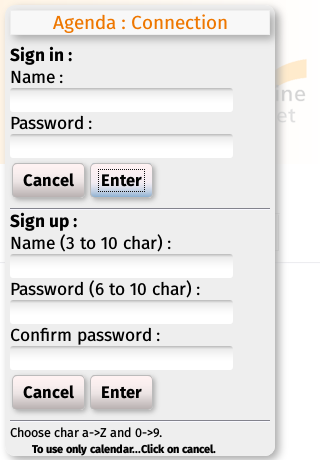 Agenda : Connection
Sign in :
Name :
Password :
Cancel Enter
Sign up :
Name (3 to 10 char) :
Password (6 to 10 char) :
Confirm password :
Cancel Enter
Choose char a->Z and 0->9.
To use only calendar...Click on cancel.